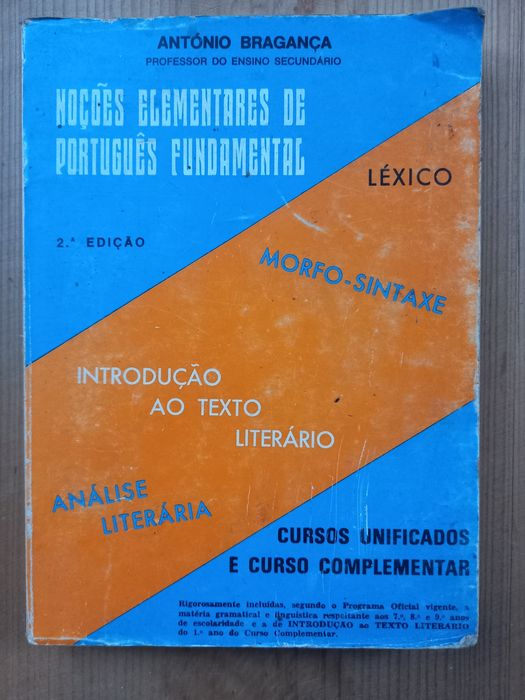 ANTÓNIO BRAGANÇA
PROFESSOR DO ENSINO SECUNDÁRIO
NOÇÕES ELEMENTARES DE
PORTUGUÊS FUNDAMENTAL
2.ª EDIÇÃO
LÉXICO
MORFO-SINTAXE
INTRODUÇÃO
AO TEXTO
LITERÁRIO
ANÁLISE
LITERÁRIA
CURSOS UNIFICADOS
E CURSO COMPLEMENTAR
Rigorosamente incluídas, segundo o Programa Oficial vigente, a
matéria gramatical e linguística respeitante aos 7.º, 8.º e 9.º anos
de escolaridade e a de INTRODUÇÃO ao TEXTO LITERÁRIO
do 1.º ano do Curso Complementar.